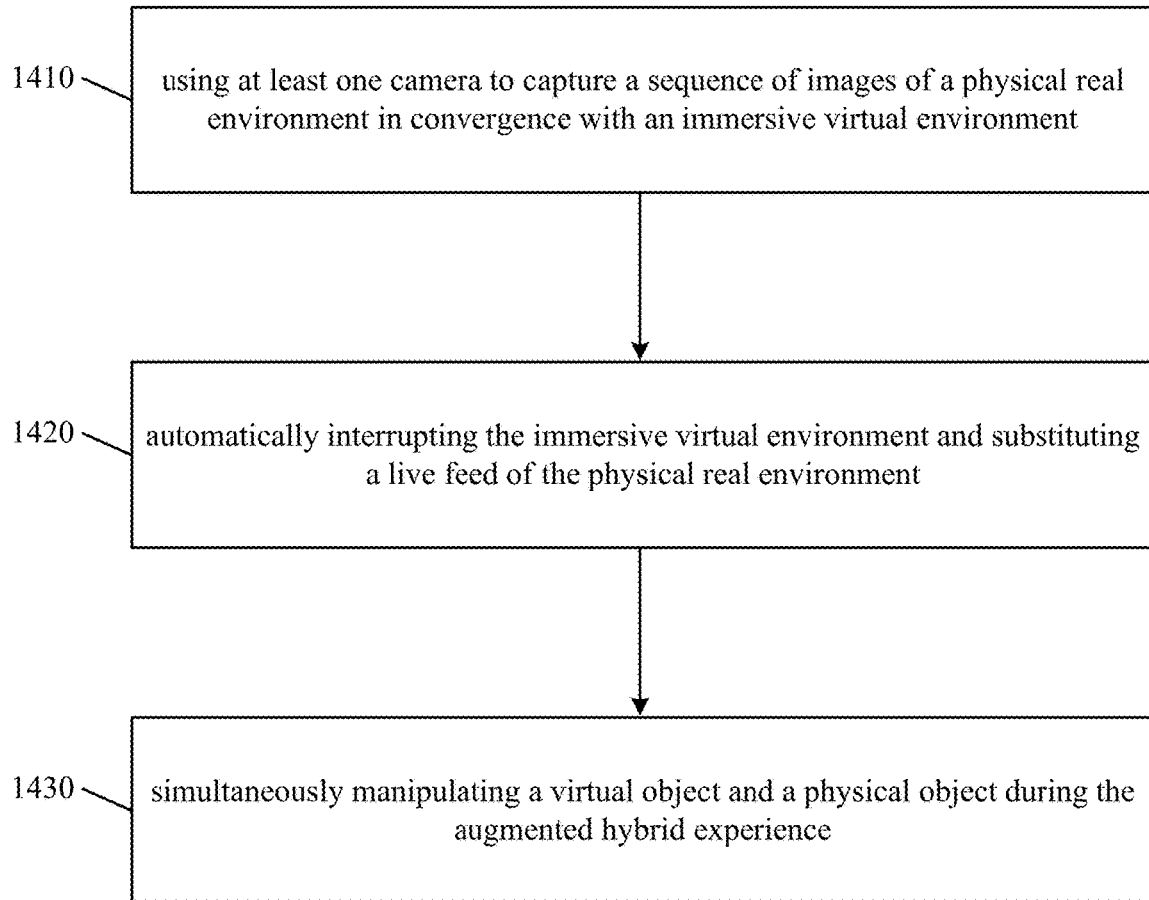 1410
using at least one camera to capture a sequence of images of a physical real
environment in convergence with an immersive virtual environment
1420
automatically interrupting the immersive virtual environment and substituting
a live feed of the physical real environment
1430
simultaneously manipulating a virtual object and a physical object during the
augmented hybrid experience